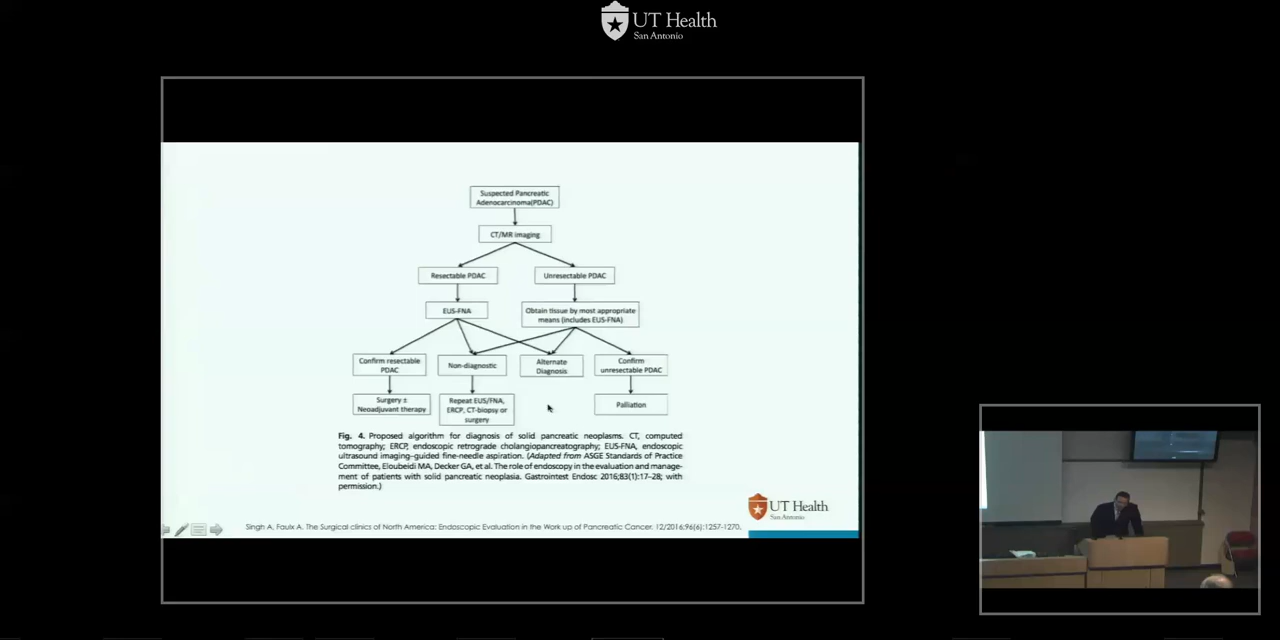 UT Health
San Antonio
Suspected Pancreatic
Adenocarcinoma(PDAC)
CT/MR imaging
Resectable PDAC
Unresectable PDAC
EUS-FNA
Obtain tissue by most appropriate
means (includes EUS-FNA)
Confirm resectable
PDAC
Non-diagnostic
Alternate
Diagnosis
Confirm
unresectable PDAC
Surgery ±
Neoadjuvant therapy
Repeat EUS/FNA,
ERCP, CT-biopsy or
surgery
Palliation
Fig. 4. Proposed algorithm for diagnosis of solid pancreatic neoplasms. CT, computed
tomography; ERCP, endoscopic retrograde cholangiopancreatography; EUS-FNA, endoscopic
ultrasound imaging–guided fine-needle aspiration. (Adapted from ASGE Standards of Practice
Committee, Eloubeidi MA, Decker GA, et al. The role of endoscopy in the evaluation and manage-
ment of patients with solid pancreatic neoplasia. Gastrointest Endosc 2016;83(1):17–28; with
permission.)
UT Health
San Antonio
Singh A, Faulx A. The Surgical clinics of North America: Endoscopic Evaluation in the Work up of Pancreatic Cancer. 12/2016;96(6):1257-1270.